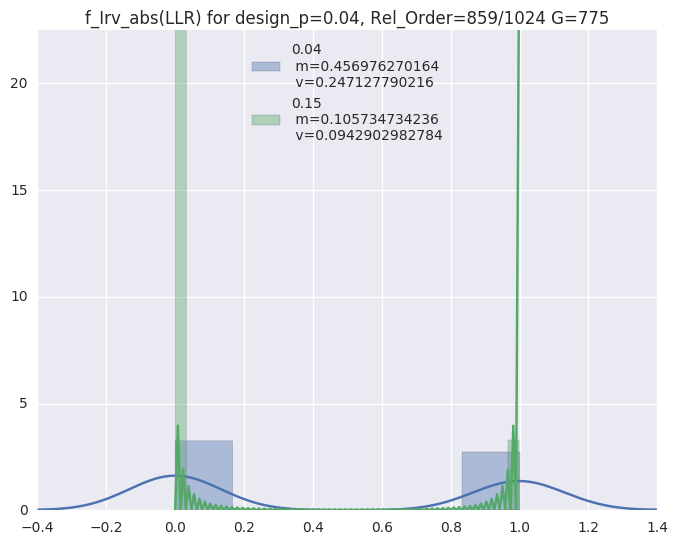 f_Irv_abs(LLR) for design_p=0.04, Rel_Order=859/1024 G=775
0.04
m=0.456976270164
v=0.247127790216
0.15
m=0.105734734236
v=0.0942902982784
20
15
10
5
0
−0.4 −0.2 0.0 0.2 0.4 0.6 0.8 1.0 1.2 1.4